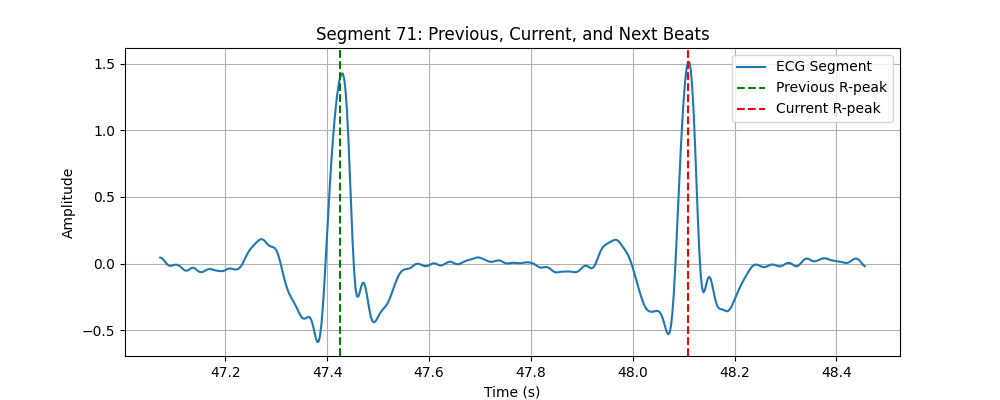 Segment 71: Previous, Current, and Next Beats
ECG Segment
Previous R-peak
Current R-peak
Amplitude
1.5
1.0
0.5
0.0
−0.5
47.2 47.4 47.6 47.8 48.0 48.2 48.4
Time (s)